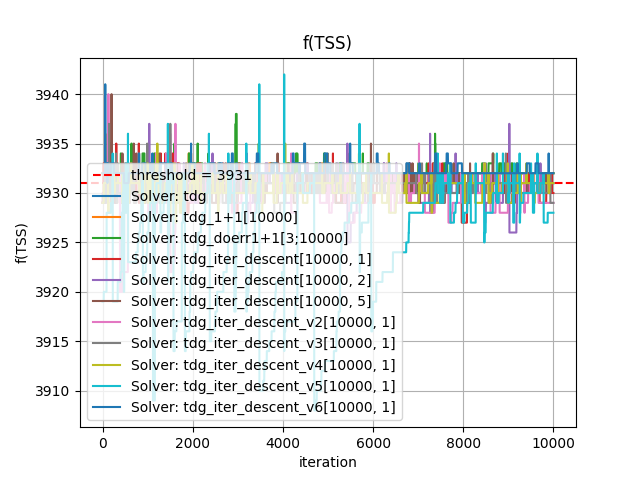 f(TSS)
f(TSS)
3940
3935
3930
3925
3920
3915
3910
threshold = 3931
Solver: tdg
Solver: tdg_1+1[10000]
Solver: tdg_doerr1+1[3;10000]
Solver: tdg_iter_descent[10000, 1]
Solver: tdg_iter_descent[10000, 2]
Solver: tdg_iter_descent[10000, 5]
Solver: tdg_iter_descent_v2[10000, 1]
Solver: tdg_iter_descent_v3[10000, 1]
Solver: tdg_iter_descent_v4[10000, 1]
Solver: tdg_iter_descent_v5[10000, 1]
Solver: tdg_iter_descent_v6[10000, 1]
0 2000 4000 6000 8000 10000
iteration